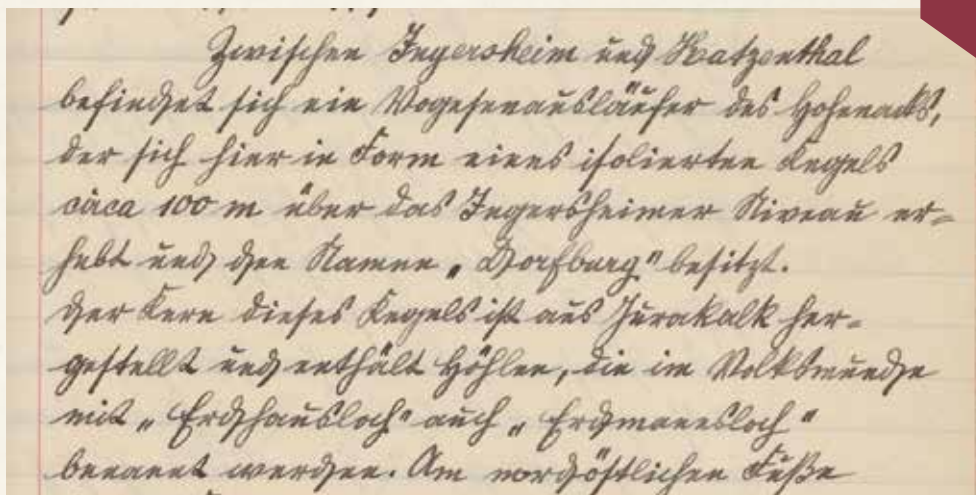 Zwischen Ingersheim und Katzenthal
befindet sich ein Vogesenausläufer des Hohenacks,
der sich hier in Form eines isolierten Kegels
circa 100 m über das Ingersheimer Niveau er-
hebt und den Namen „Dorfburg“ besitzt.
Der Kern dieses Kegels ist aus Jurakalk her-
gestellt und enthält Höhlen, die im Volksmunde
mit „Erdhausloch“ auch „Erdmannsloch“
benannt werden. Am nordöstlichen Fuße